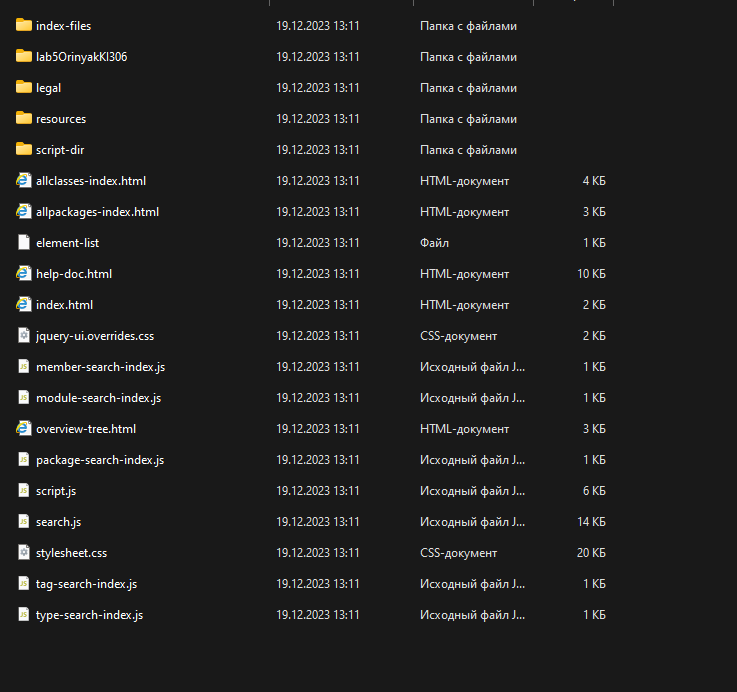 index-files 19.12.2023 13:11 Папка с файлами
lab5OrinyakKI306 19.12.2023 13:11 Папка с файлами
legal 19.12.2023 13:11 Папка с файлами
resources 19.12.2023 13:11 Папка с файлами
script-dir 19.12.2023 13:11 Папка с файлами
allclasses-index.html 19.12.2023 13:11 HTML-документ 4 КБ
allpackages-index.html 19.12.2023 13:11 HTML-документ 3 КБ
element-list 19.12.2023 13:11 Файл 1 КБ
help-doc.html 19.12.2023 13:11 HTML-документ 10 КБ
index.html 19.12.2023 13:11 HTML-документ 2 КБ
jquery-ui.overrides.css 19.12.2023 13:11 CSS-документ 2 КБ
member-search-index.js 19.12.2023 13:11 Исходный файл J... 1 КБ
module-search-index.js 19.12.2023 13:11 Исходный файл J... 1 КБ
overview-tree.html 19.12.2023 13:11 HTML-документ 3 КБ
package-search-index.js 19.12.2023 13:11 Исходный файл J... 1 КБ
script.js 19.12.2023 13:11 Исходный файл J... 6 КБ
search.js 19.12.2023 13:11 Исходный файл J... 14 КБ
stylesheet.css 19.12.2023 13:11 CSS-документ 20 КБ
tag-search-index.js 19.12.2023 13:11 Исходный файл J... 1 КБ
type-search-index.js 19.12.2023 13:11 Исходный файл J... 1 КБ